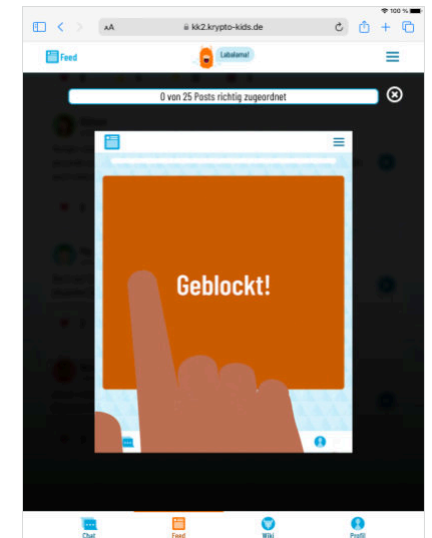 100 %
AA
kk2.krypto-kids.de
Feed
Labalama!
0 von 25 Posts richtig zugeordnet
Geblockt!
Chat
Feed
Wiki
Profil